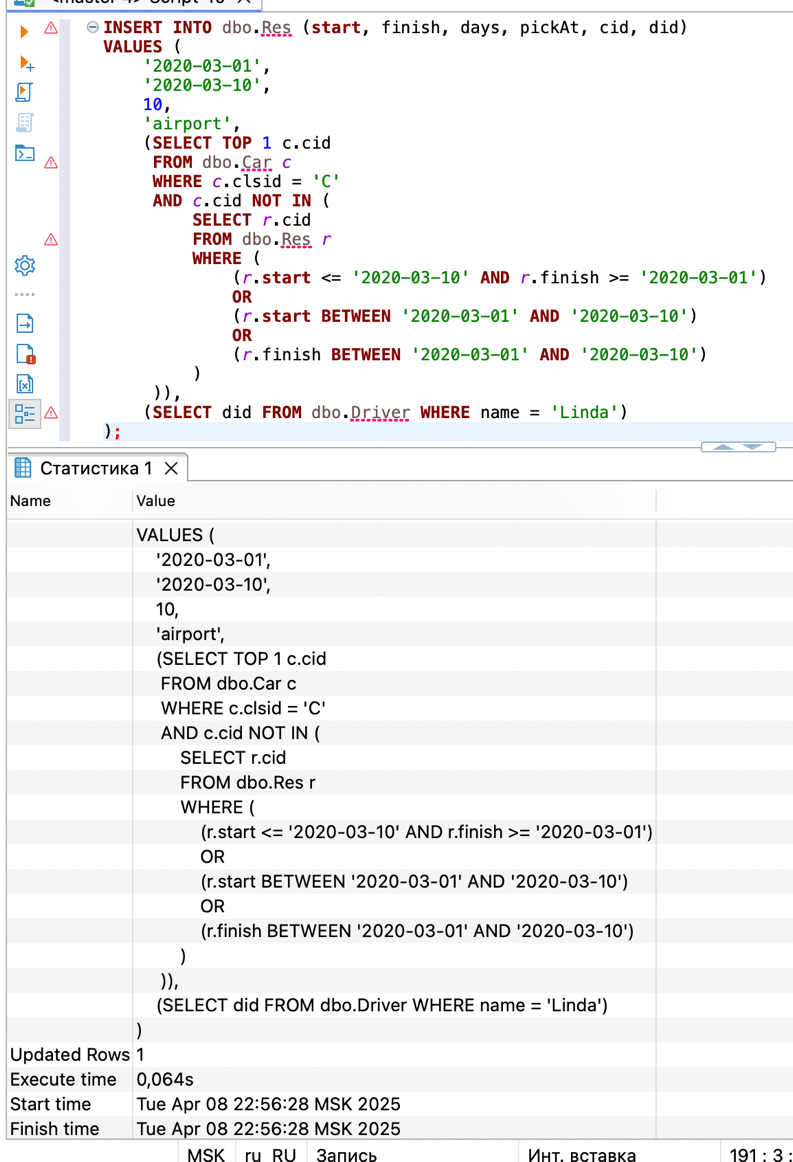 INSERT INTO dbo.Res (start, finish, days, pickAt, cid, did)
VALUES (
'2020-03-01',
'2020-03-10',
10,
'airport',
(SELECT TOP 1 c.cid
FROM dbo.Car c
WHERE c.clsid = 'C'
AND c.cid NOT IN (
SELECT r.cid
FROM dbo.Res r
WHERE (
(r.start <= '2020-03-10' AND r.finish >= '2020-03-01')
OR
(r.start BETWEEN '2020-03-01' AND '2020-03-10')
OR
(r.finish BETWEEN '2020-03-01' AND '2020-03-10')
)
)),
(SELECT did FROM dbo.Driver WHERE name = 'Linda')
);
Статистика 1
Name Value
VALUES (
'2020-03-01',
'2020-03-10',
10,
'airport',
(SELECT TOP 1 c.cid
FROM dbo.Car c
WHERE c.clsid = 'C'
AND c.cid NOT IN (
SELECT r.cid
FROM dbo.Res r
WHERE (
(r.start <= '2020-03-10' AND r.finish >= '2020-03-01')
OR
(r.start BETWEEN '2020-03-01' AND '2020-03-10')
OR
(r.finish BETWEEN '2020-03-01' AND '2020-03-10')
)
)),
(SELECT did FROM dbo.Driver WHERE name = 'Linda')
)
Updated Rows 1
Execute time 0,064s
Start time Tue Apr 08 22:56:28 MSK 2025
Finish time Tue Apr 08 22:56:28 MSK 2025
MSK ru_RU Запись Инт. вставка 191 : 3 :